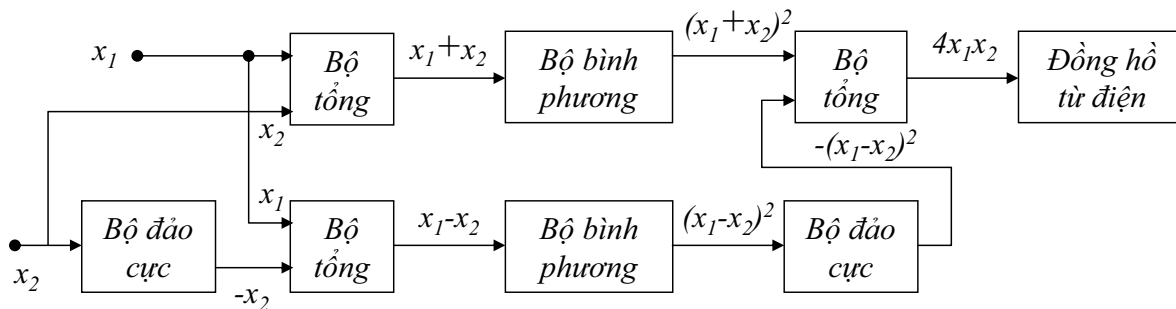 x₁
Bộ
tổng
x₁+x₂
Bộ bình
phương
(x₁+x₂)²
Bộ
tổng
4x₁x₂
Đồng hồ
từ điện
x₂
-(x₁-x₂)²
x₂
Bộ đảo
cực
-x₂
x₁
Bộ
tổng
x₁-x₂
Bộ bình
phương
(x₁-x₂)²
Bộ đảo
cực